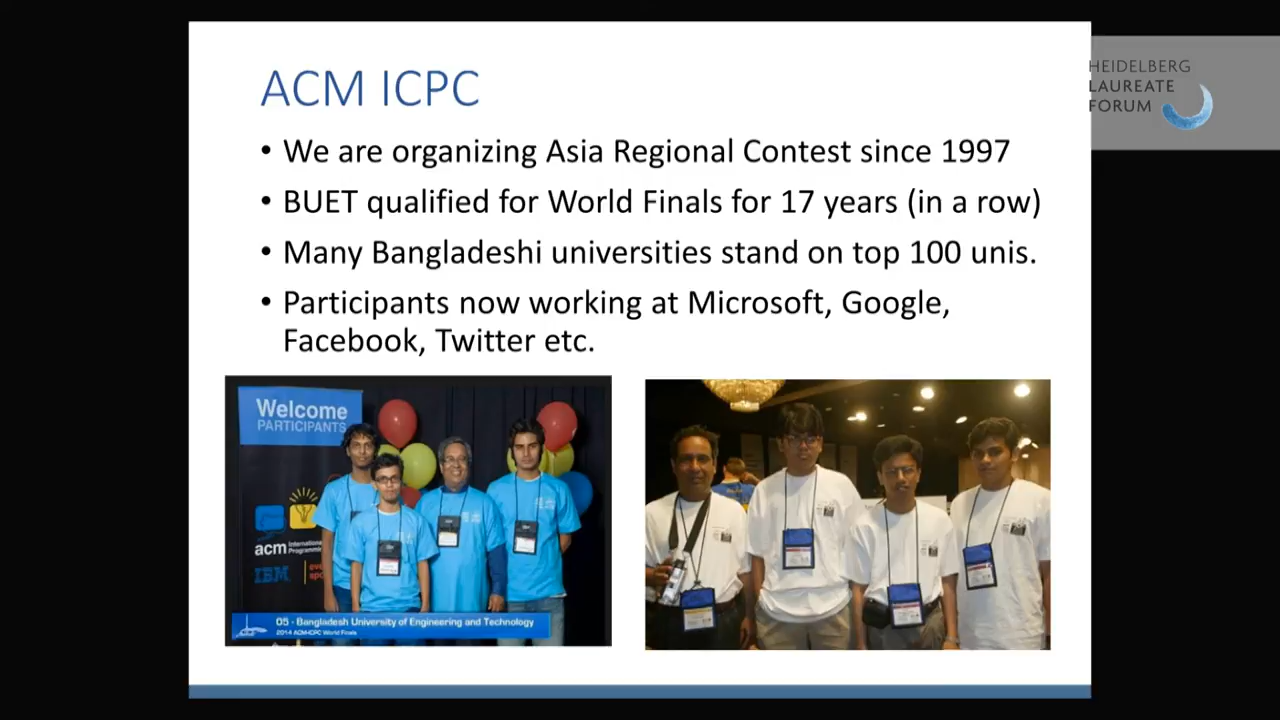 ACM ICPC
HEIDELBERG
LAUREATE
FORUM
• We are organizing Asia Regional Contest since 1997
• BUET qualified for World Finals for 17 years (in a row)
• Many Bangladeshi universities stand on top 100 unis.
• Participants now working at Microsoft, Google,
Facebook, Twitter etc.
Welcome
PARTICIPANTS
acm
International
IBM
05 - Bangladesh University of Engineering and Technology
2014 ACM-ICPC World Finals